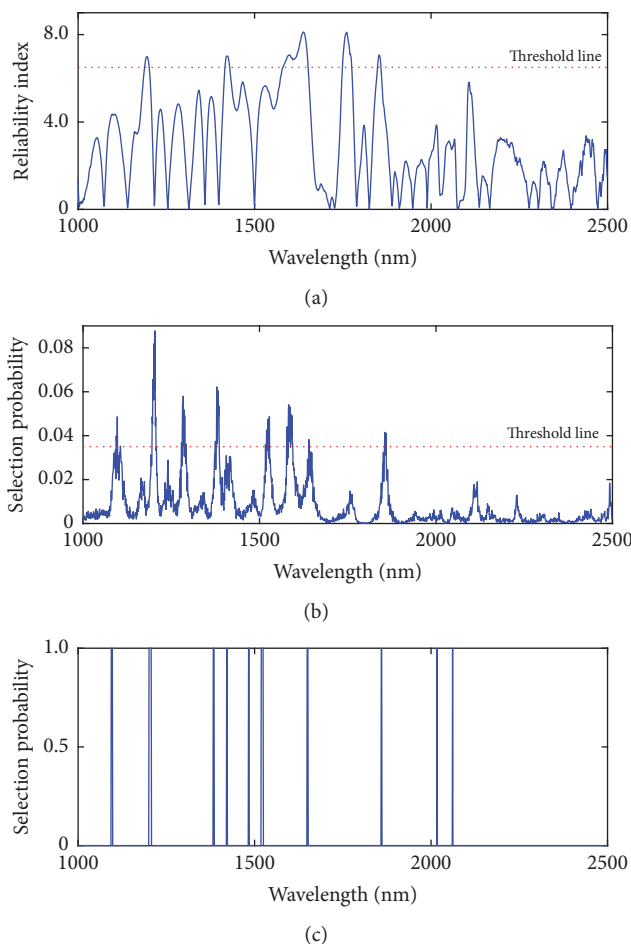 8.0
Threshold line
Reliability index
4.0
0
1000 1500 2000 2500
Wavelength (nm)
(a)
0.08
0.06
Selection probability
Threshold line
0.04
0.02
0
1000 1500 2000 2500
Wavelength (nm)
(b)
1.0
Selection probability
0.5
0
1000 1500 2000 2500
Wavelength (nm)
(c)